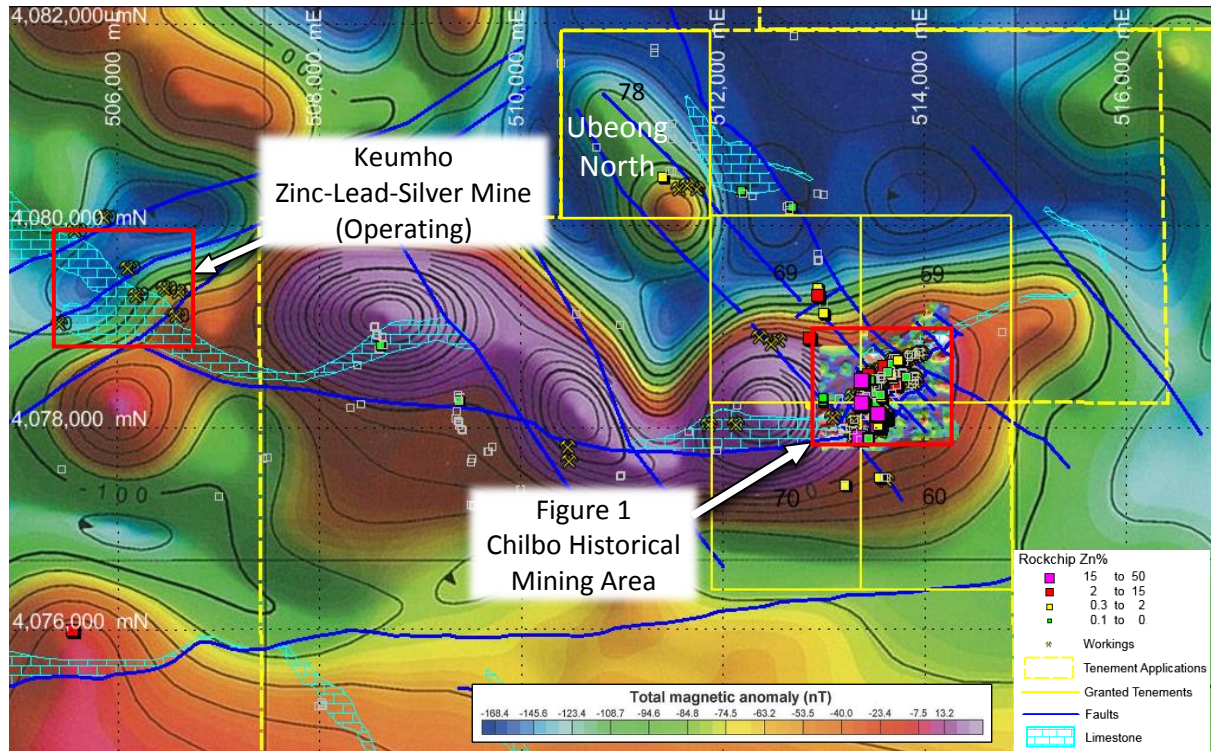 4,082,000 mN
506,000 mE
508,000 mE
510,000 mE
512,000 mE
514,000 mE
516,000 mE
00
78
Ubeong
North
Keumho
Zinc-Lead-Silver Mine
(Operating)
4,080,000 mN
69
59
4,078,000 mN
-100
70
0
60
Figure 1
Chilbo Historical
Mining Area
4,076,000 mN
Rockchip Zn%
15 to 50
2 to 15
0.3 to 2
0.1 to 0
Workings
Tenement Applications
Granted Tenements
Faults
Limestone
Total magnetic anomaly (nT)
-168.4 -145.6 -123.4 -108.7 -94.6 -84.8 -74.5 -63.2 -53.5 -40.0 -23.4 -7.5 13.2